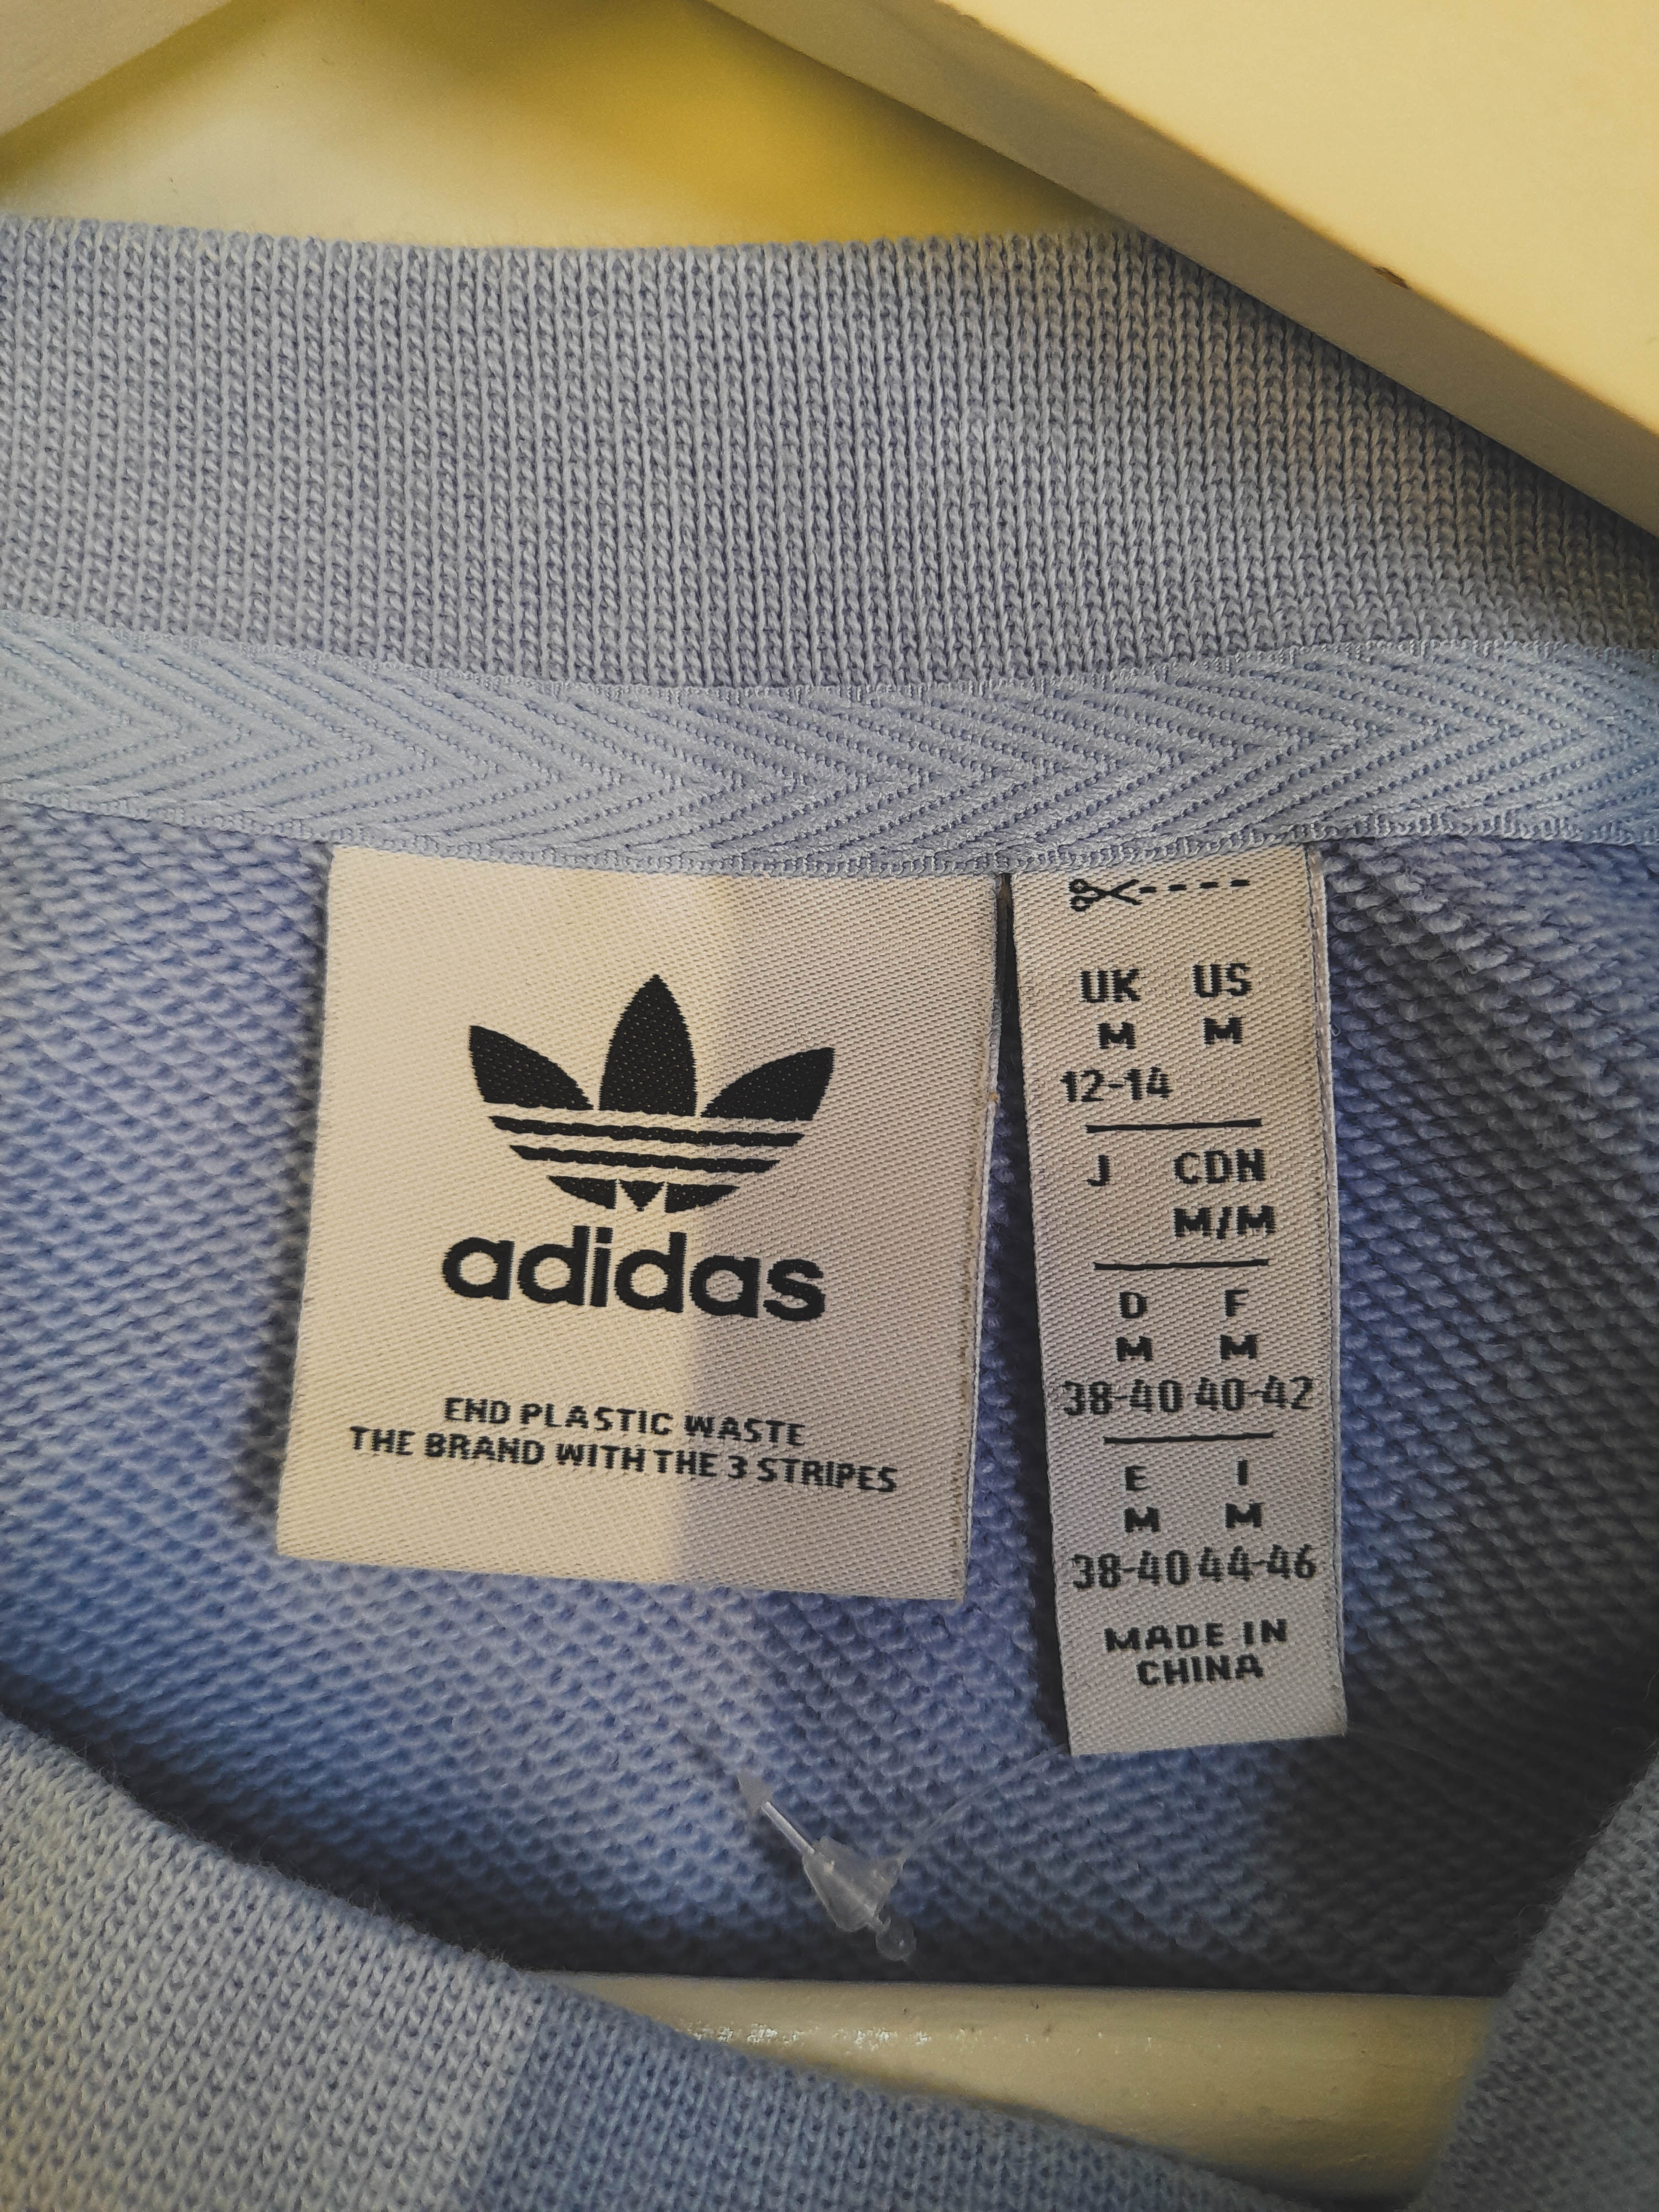 adidas
END PLASTIC WASTE
THE BRAND WITH THE 3 STRIPES
UK US
M M
12-14
J CDN
M/M
D F
M M
38-40 40-42
E I
M M
38-40 44-46
MADE IN
CHINA